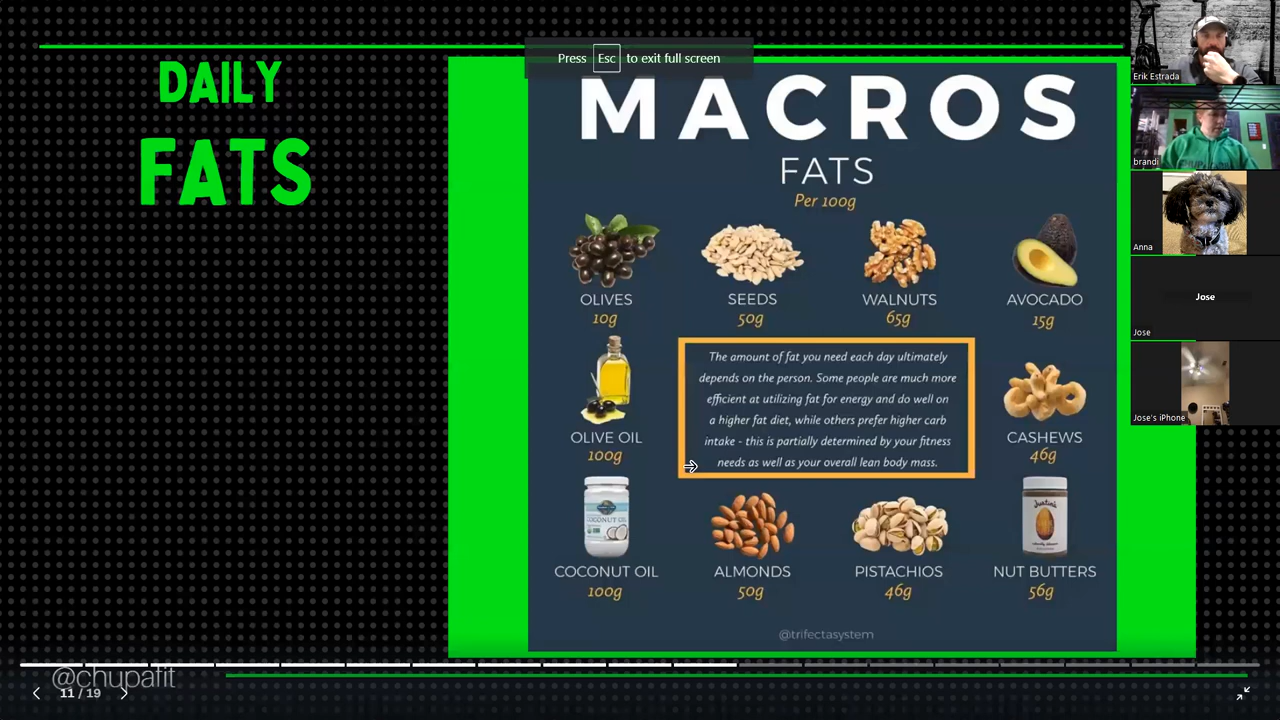 DAILY
FATS
Press Esc to exit full screen
MACROS
FATS
Per 100g
OLIVES
10g
SEEDS
50g
WALNUTS
65g
AVOCADO
15g
OLIVE OIL
100g
The amount of fat you need each day ultimately
depends on the person. Some people are much more
efficient at utilizing fat for energy and do well on
a higher fat diet, while others prefer higher carb
intake - this is partially determined by your fitness
needs as well as your overall lean body mass.
CASHEWS
46g
COCONUT OIL
COCONUT OIL
100g
ALMONDS
50g
PISTACHIOS
46g
Justin's
NUT BUTTERS
56g
@trifectasystem
@chupafit
11 / 19
Erik Estrada
brandi
Anna
Jose
Jose
Jose's iPhone